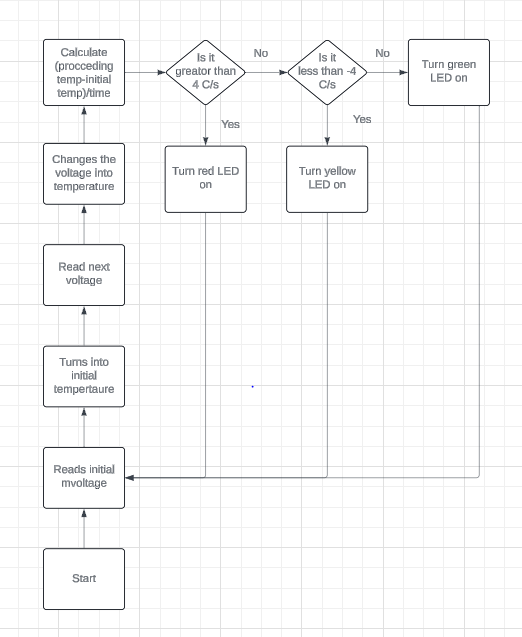 Calculate
(procceding
temp-initial
temp)/time
Is it
greater than
4 C/s
No
Is it
less than -4
C/s
No
Turn green
LED on
Yes
Yes
Changes the
voltage into
temperature
Turn red LED
on
Turn yellow
LED on
Read next
voltage
Turns into
initial
tempertaure
Reads initial
mvoltage
Start